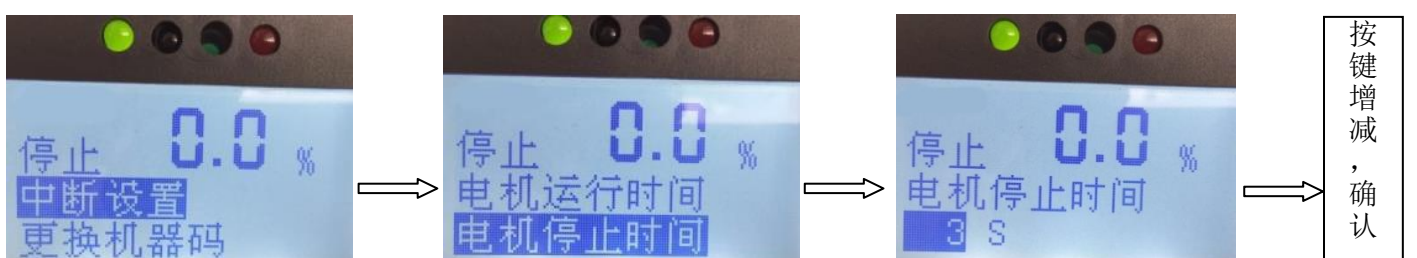 停止 0.0 %
中断设置
更换机器码
停止 0.0 %
电机运行时间
电机停止时间
停止 0.0 %
电机停止时间
3 S
按键增减，确认